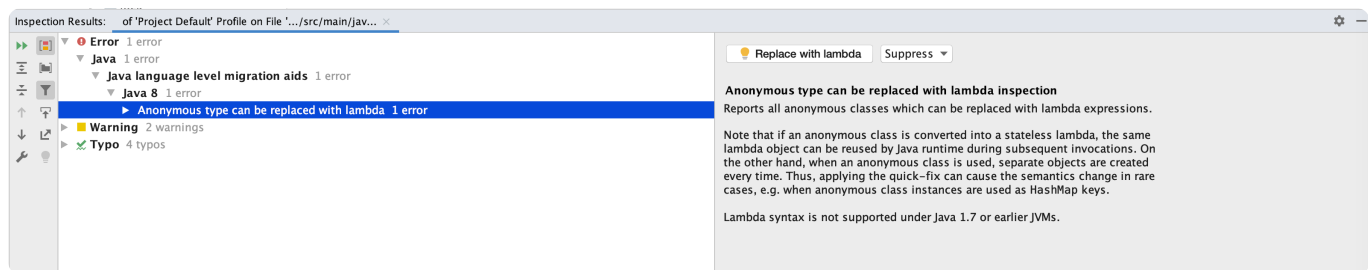 Inspection Results: of 'Project Default' Profile on File '.../src/main/jav...
Error 1 error
Java 1 error
Java language level migration aids 1 error
Java 8 1 error
Anonymous type can be replaced with lambda 1 error
Warning 2 warnings
Typo 4 typos
Replace with lambda Suppress
Anonymous type can be replaced with lambda inspection
Reports all anonymous classes which can be replaced with lambda expressions.
Note that if an anonymous class is converted into a stateless lambda, the same
lambda object can be reused by Java runtime during subsequent invocations. On
the other hand, when an anonymous class is used, separate objects are created
every time. Thus, applying the quick-fix can cause the semantics change in rare
cases, e.g. when anonymous class instances are used as HashMap keys.
Lambda syntax is not supported under Java 1.7 or earlier JVMs.